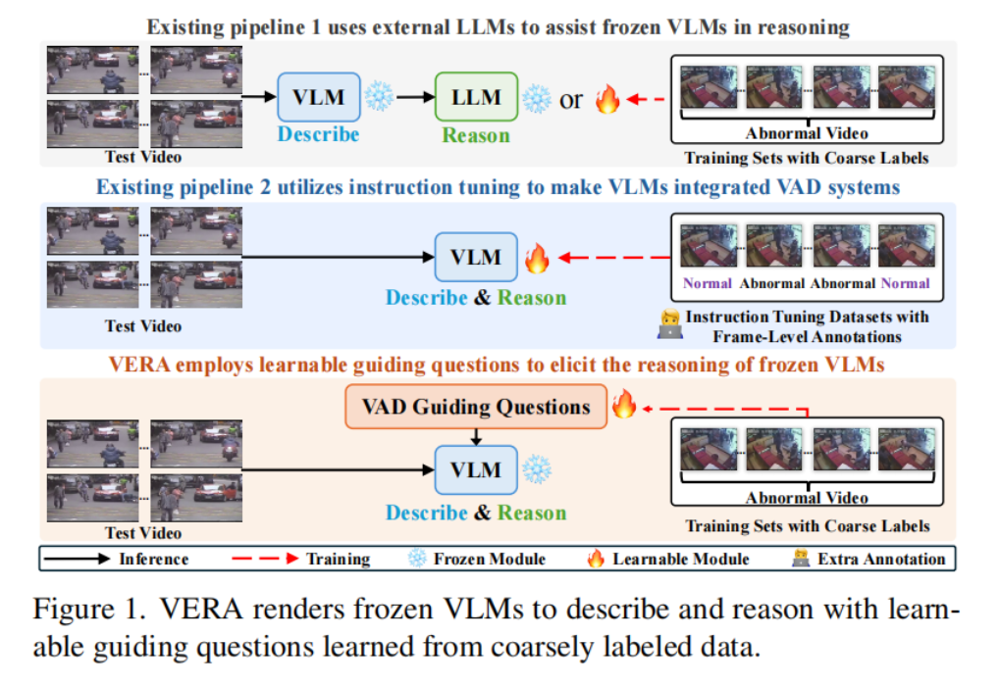 Existing pipeline 1 uses external LLMs to assist frozen VLMs in reasoning
VLM
LLM
or
Describe
Reason
Abnormal Video
Test Video
Training Sets with Coarse Labels
Existing pipeline 2 utilizes instruction tuning to make VLMs integrated VAD systems
VLM
Normal Abnormal Abnormal Normal
Describe & Reason
Test Video
Instruction Tuning Datasets with
Frame-Level Annotations
VERA employs learnable guiding questions to elicit the reasoning of frozen VLMs
VAD Guiding Questions
VLM
Describe & Reason
Abnormal Video
Test Video
Training Sets with Coarse Labels
Inference
Training
Frozen Module
Learnable Module
Extra Annotation
Figure 1. VERA renders frozen VLMs to describe and reason with learn-
able guiding questions learned from coarsely labeled data.